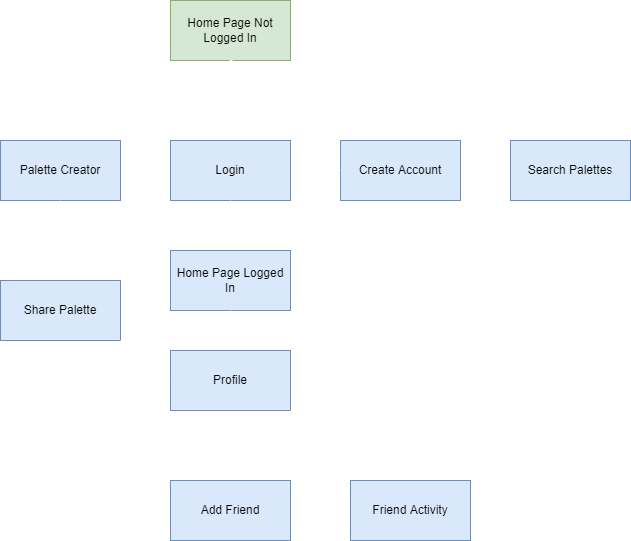 Home Page Not
Logged In
Palette Creator
Login
Create Account
Search Palettes
Home Page Logged
In
Share Palette
Profile
Add Friend
Friend Activity